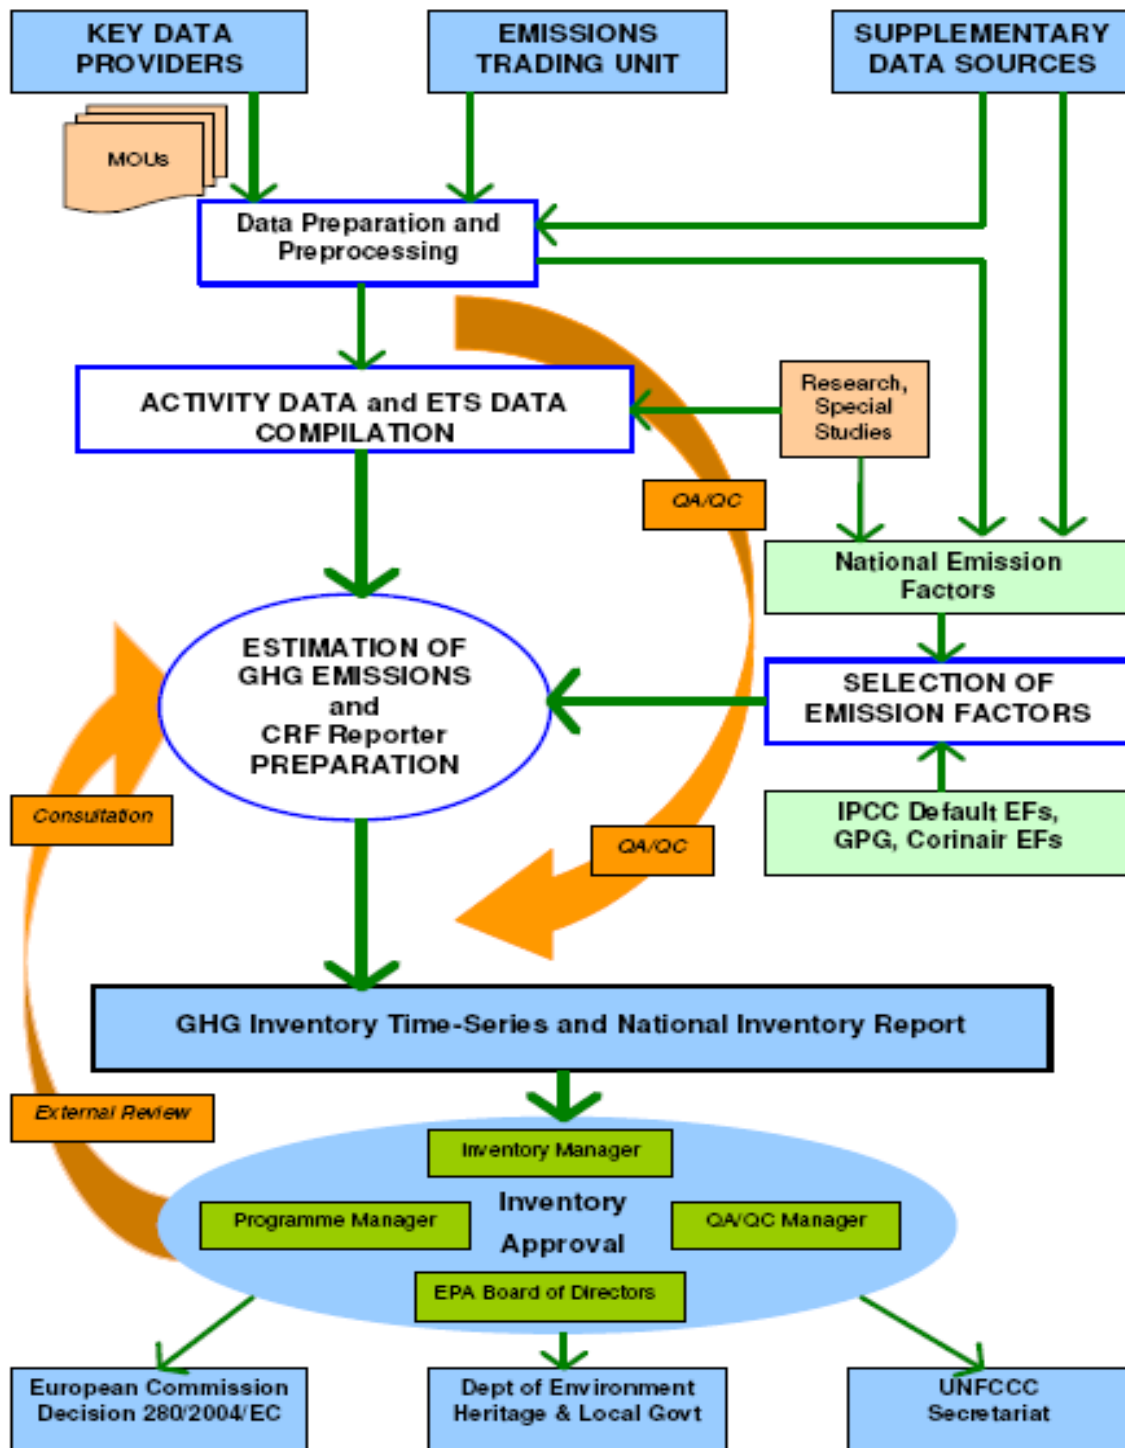 KEY DATA
PROVIDERS
EMISSIONS
TRADING UNIT
SUPPLEMENTARY
DATA SOURCES
MOUs
Data Preparation and
Preprocessing
ACTIVITY DATA and ETS DATA
COMPILATION
Research,
Special
Studies
QA/QC
National Emission
Factors
ESTIMATION OF
GHG EMISSIONS
and
CRF Reporter
PREPARATION
SELECTION OF
EMISSION FACTORS
Consultation
QA/QC
IPCC Default EFs,
GPG, Corinair EFs
GHG Inventory Time-Series and National Inventory Report
External Review
Inventory Manager
Programme Manager
Inventory
Approval
QA/QC Manager
EPA Board of Directors
European Commission
Decision 280/2004/EC
Dept of Environment
Heritage & Local Govt
UNFCCC
Secretariat